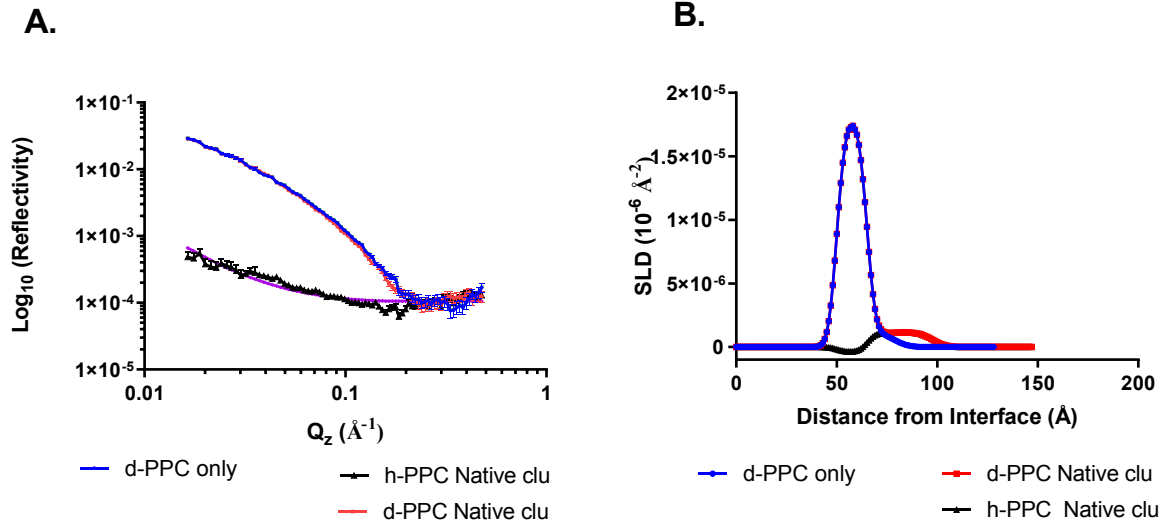 A.
B.
Log10 (Reflectivity)
1×10-1
1×10-2
1×10-3
1×10-4
1×10-5
0.01
0.1
1
Qz (Å-1)
d-PPC only
h-PPC Native clu
d-PPC Native clu
SLD (10-6 Å-2)
2×10-5
1.5×10-5
1×10-5
5×10-6
0
0
50
100
150
200
Distance from Interface (Å)
d-PPC only
d-PPC Native clu
h-PPC Native clu